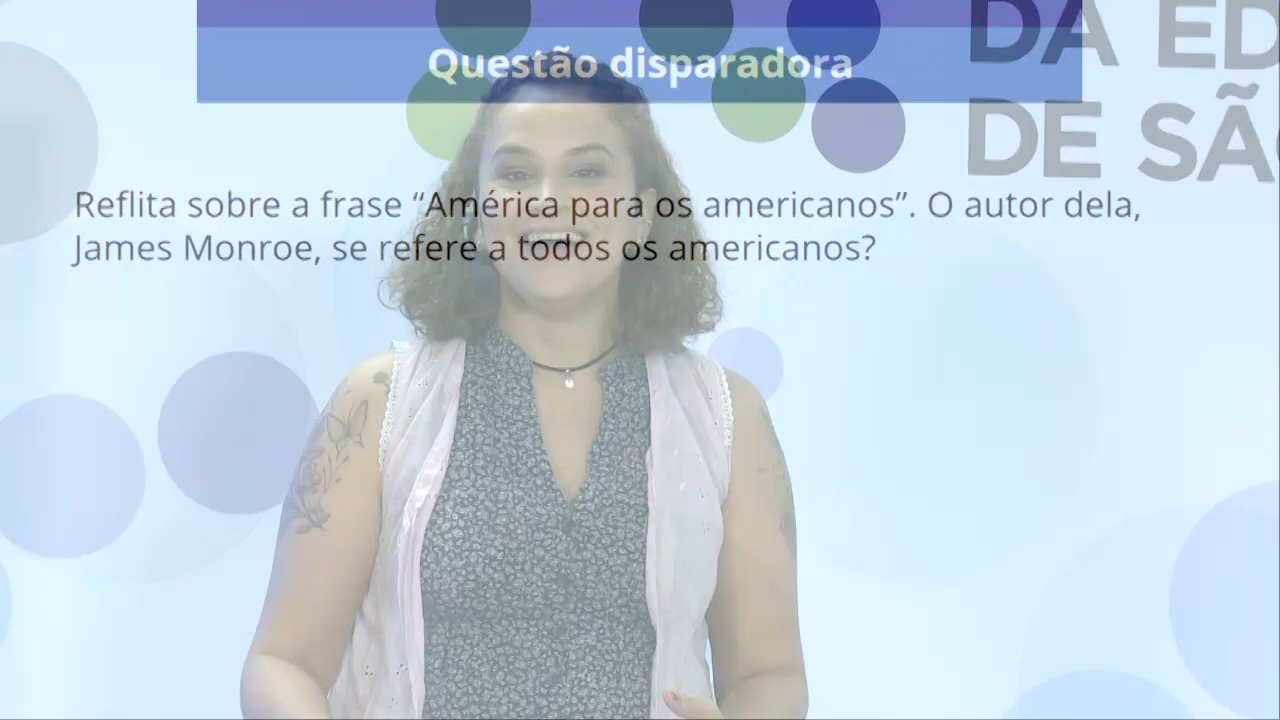 DA ED
DE SÃ
Questão disparadora
Reflita sobre a frase “América para os americanos”. O autor dela,
James Monroe, se refere a todos os americanos?